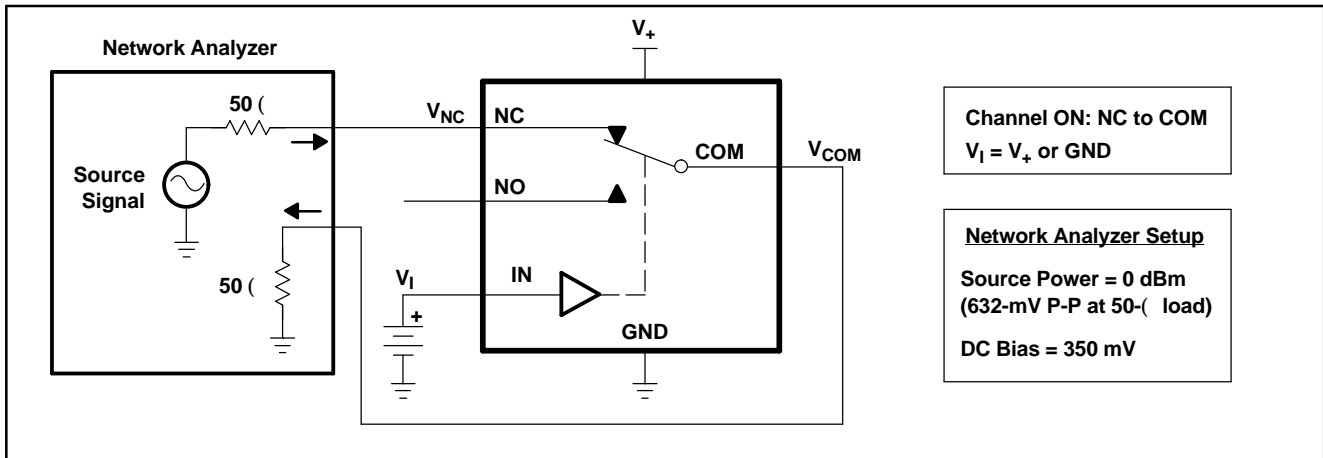 Network Analyzer
50 (
Source
Signal
50 (
V+
VNC
NC
COM
VCOM
NO
VI
IN
+
GND
Channel ON: NC to COM
VI = V+ or GND
Network Analyzer Setup
Source Power = 0 dBm
(632-mV P-P at 50-( load)
DC Bias = 350 mV